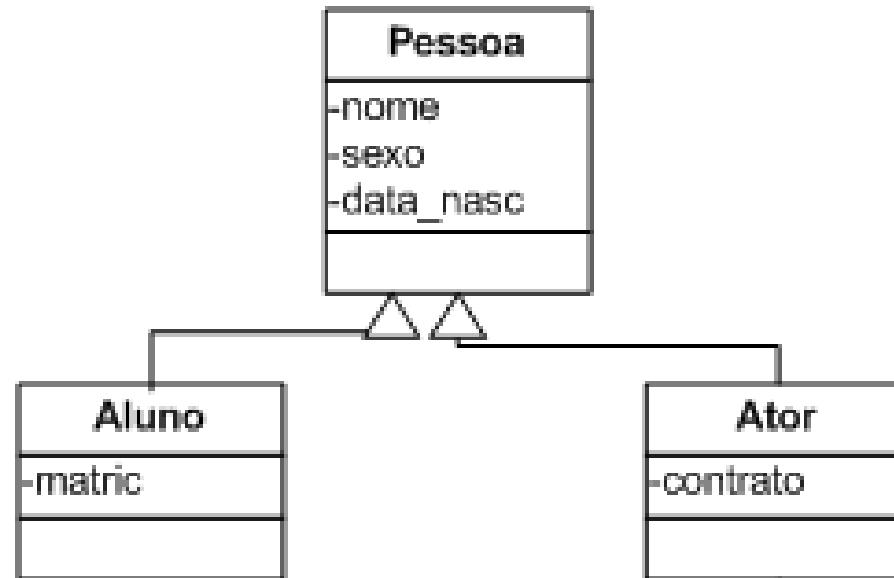 Pessoa
-nome
-sexo
-data_nasc
Aluno
-matric
Ator
-contrato